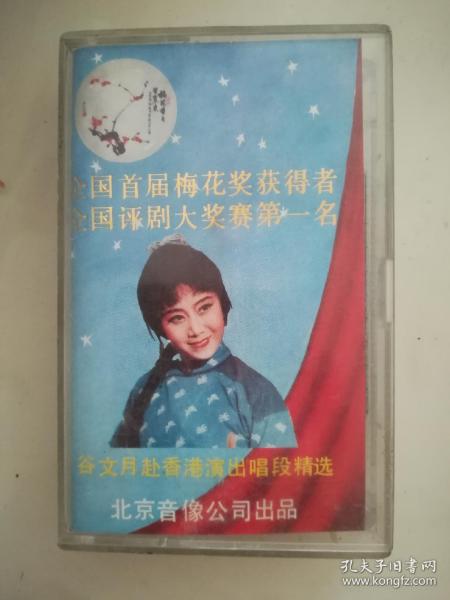 全国首届梅花奖获得者
全国评剧大奖赛第一名
谷文月赴香港演出唱段精选
北京音像公司出品
孔夫子旧书网
www.kongfz.com